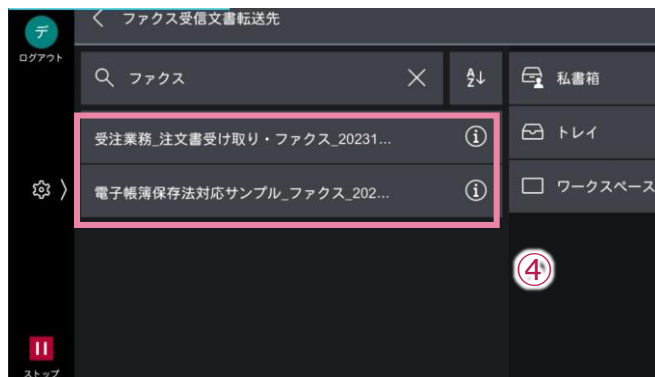 デ
ログアウト
ファクス受信文書転送先
ファクス
A Z
私書箱
受注業務_注文書受け取り・ファクス_20231...
トレイ
電子帳簿保存法対応サンプル_ファクス_202...
ワークスペース
④
ストップ